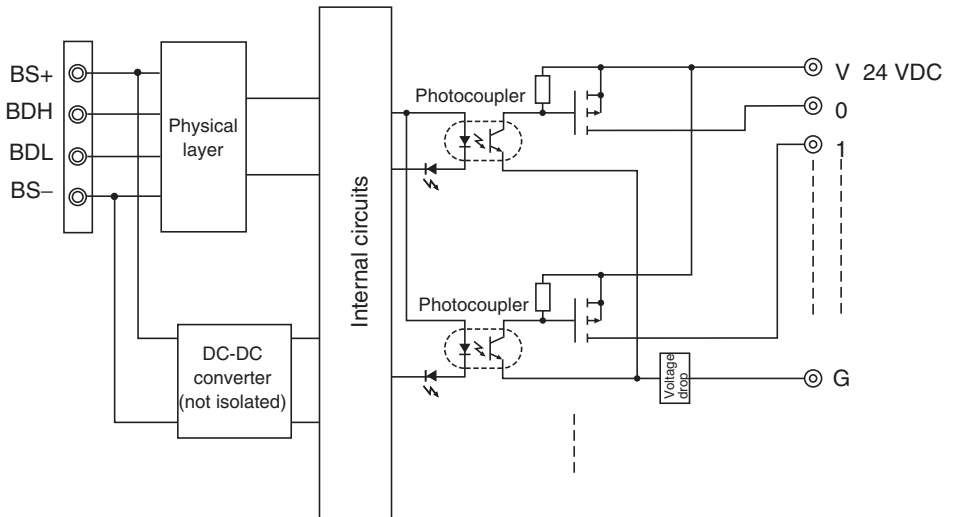 BS+
BDH
BDL
BS−
Physical
layer
DC-DC
converter
(not isolated)
Internal circuits
Photocoupler
Photocoupler
V 24 VDC
0
1
Voltage
drop
G